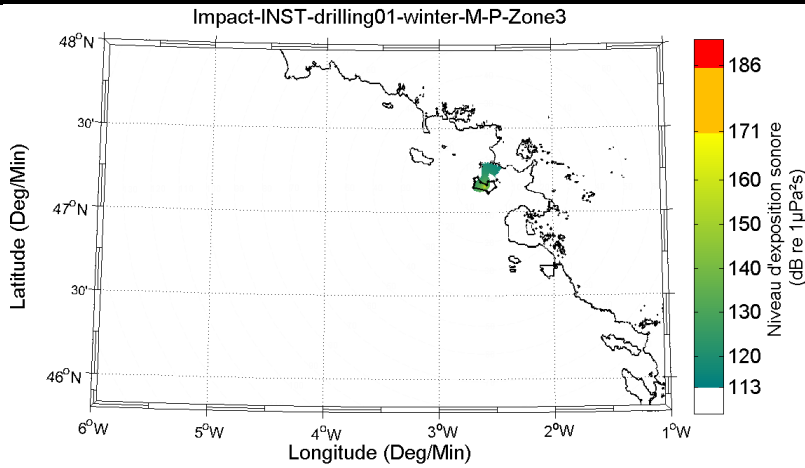 Impact-INST-drilling01-winter-M-P-Zone3
48°N
30'
47°N
30'
46°N
6°W
5°W
4°W
3°W
2°W
1°W
Latitude (Deg/Min)
Longitude (Deg/Min)
186
171
160
150
140
130
120
113
Niveau d'exposition sonore
(dB re 1µPa²s)